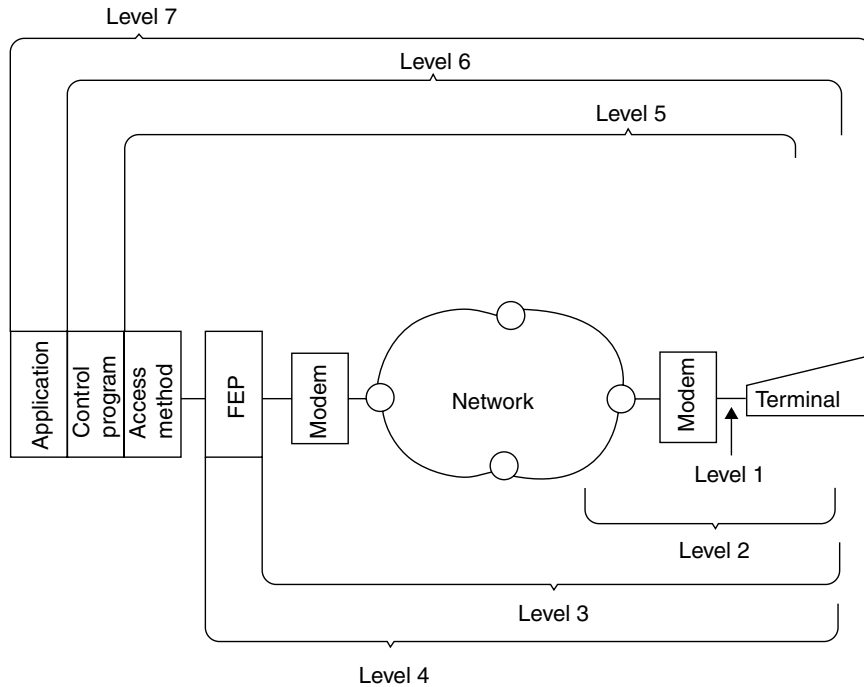 Level 7
Level 6
Level 5
Application
Control
program
Access
method
FEP
Modem
Network
Modem
Terminal
Level 1
Level 2
Level 3
Level 4